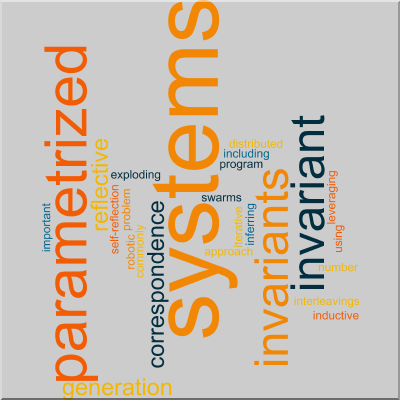 parametrized
systems
invariants
invariant
correspondence
reflective
generation
important
self-reflection
robotic
problem
commonly
exploding
distributed
including
program
swarms
iterative
inferring
approach
leveraging
using
number
interleavings
inductive